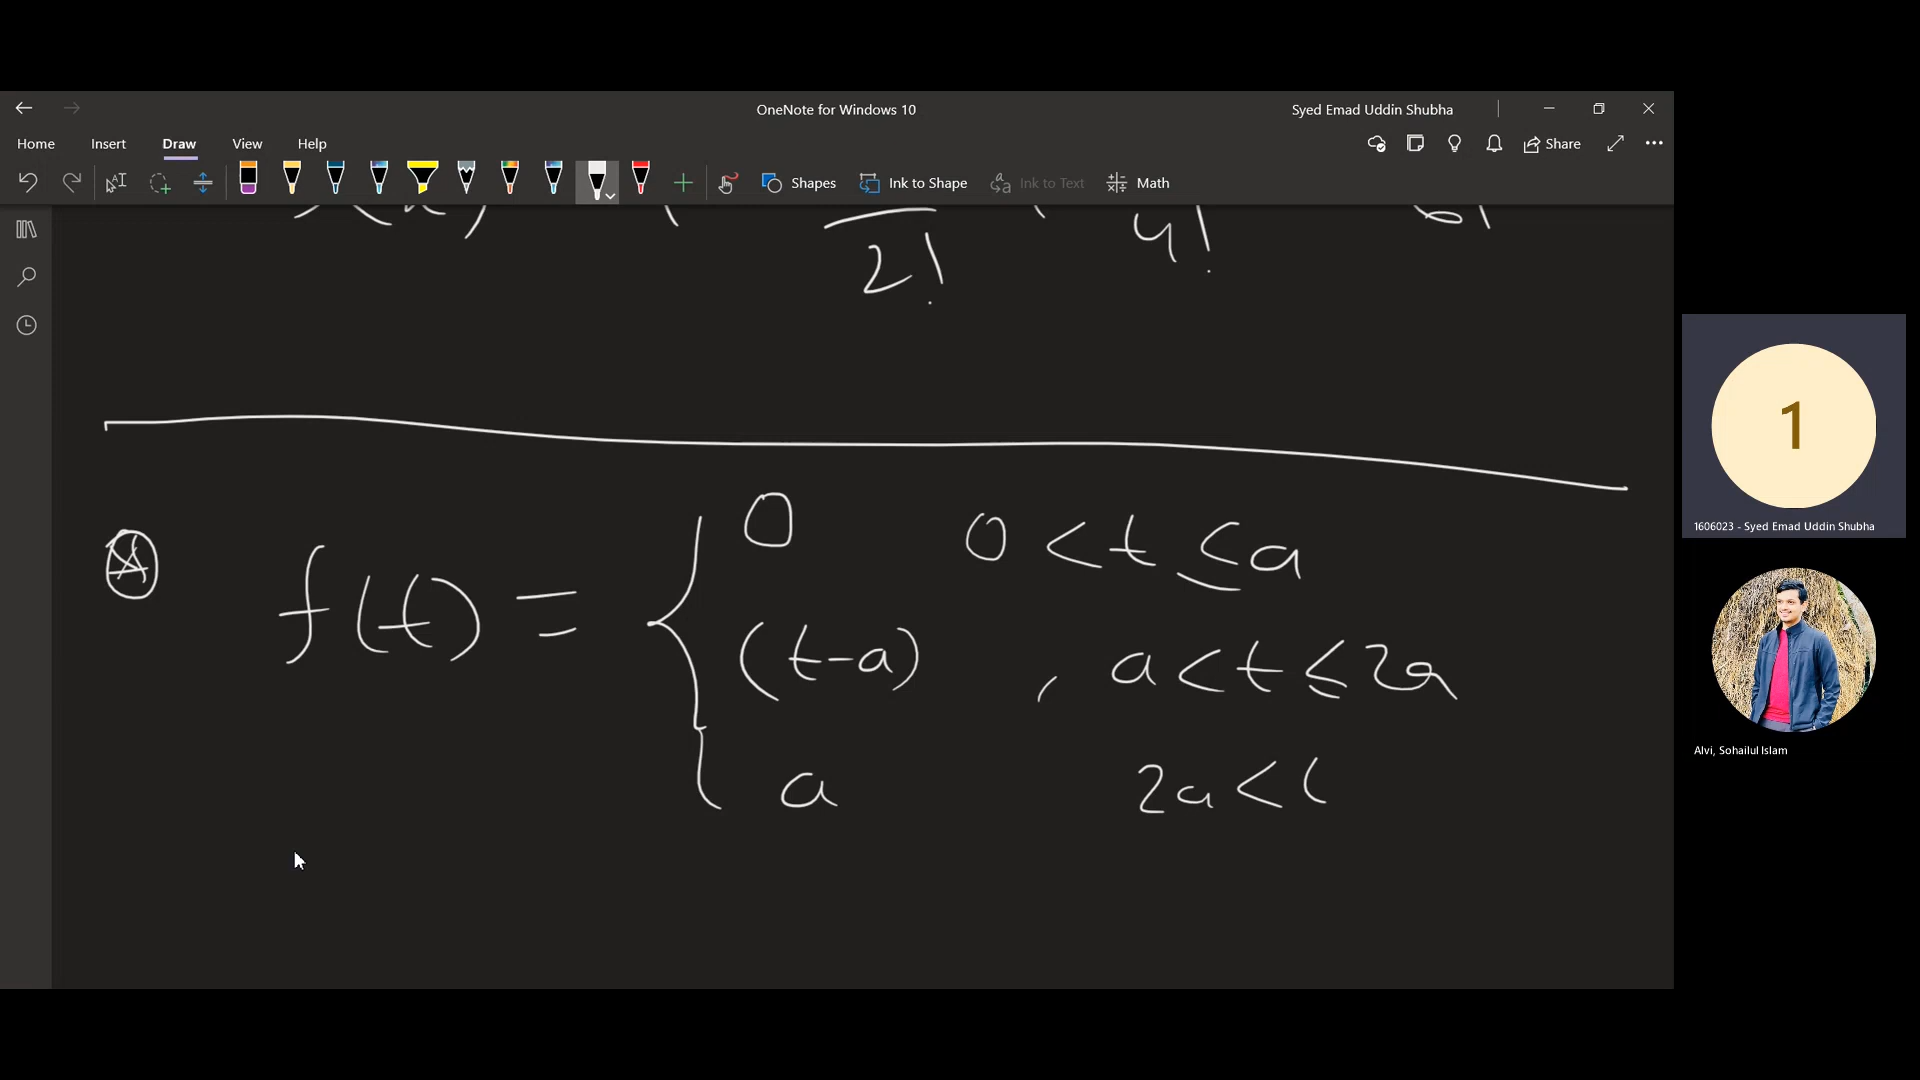 OneNote for Windows 10
Syed Emad Uddin Shubha
Home Insert Draw View Help
Share
Shapes Ink to Shape Ink to Text Math
2! 4! 6!
f(t) = { 0 0 < t ≤ a
(t-a) , a < t ≤ 2a
a 2a < (
1
1606023 - Syed Emad Uddin Shubha
Alvi, Sohailul Islam